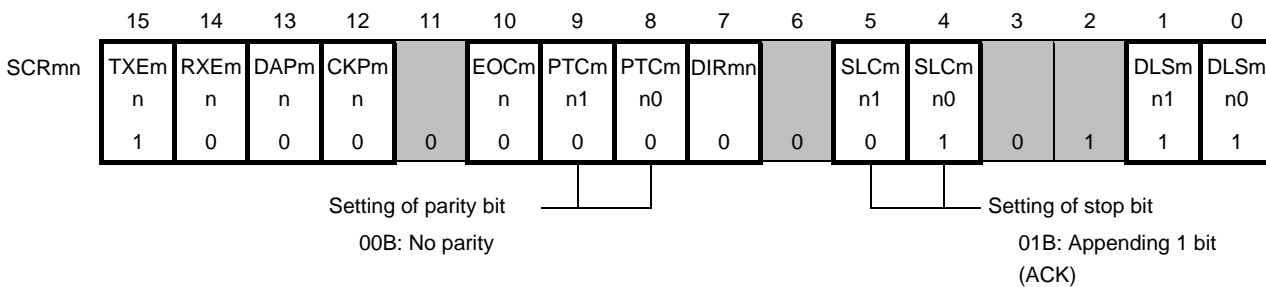 15 14 13 12 11 10 9 8 7 6 5 4 3 2 1 0
SCRmn TXEm RXEm DAPm CKPm EOCm PTCm PTCm DIRmn SLCm SLCm DLSm DLSm
n n n n n n1 n0 n1 n0 n1 n0
1 0 0 0 0 0 0 0 0 0 0 1 0 1 1 1
Setting of parity bit Setting of stop bit
00B: No parity 01B: Appending 1 bit
(ACK)